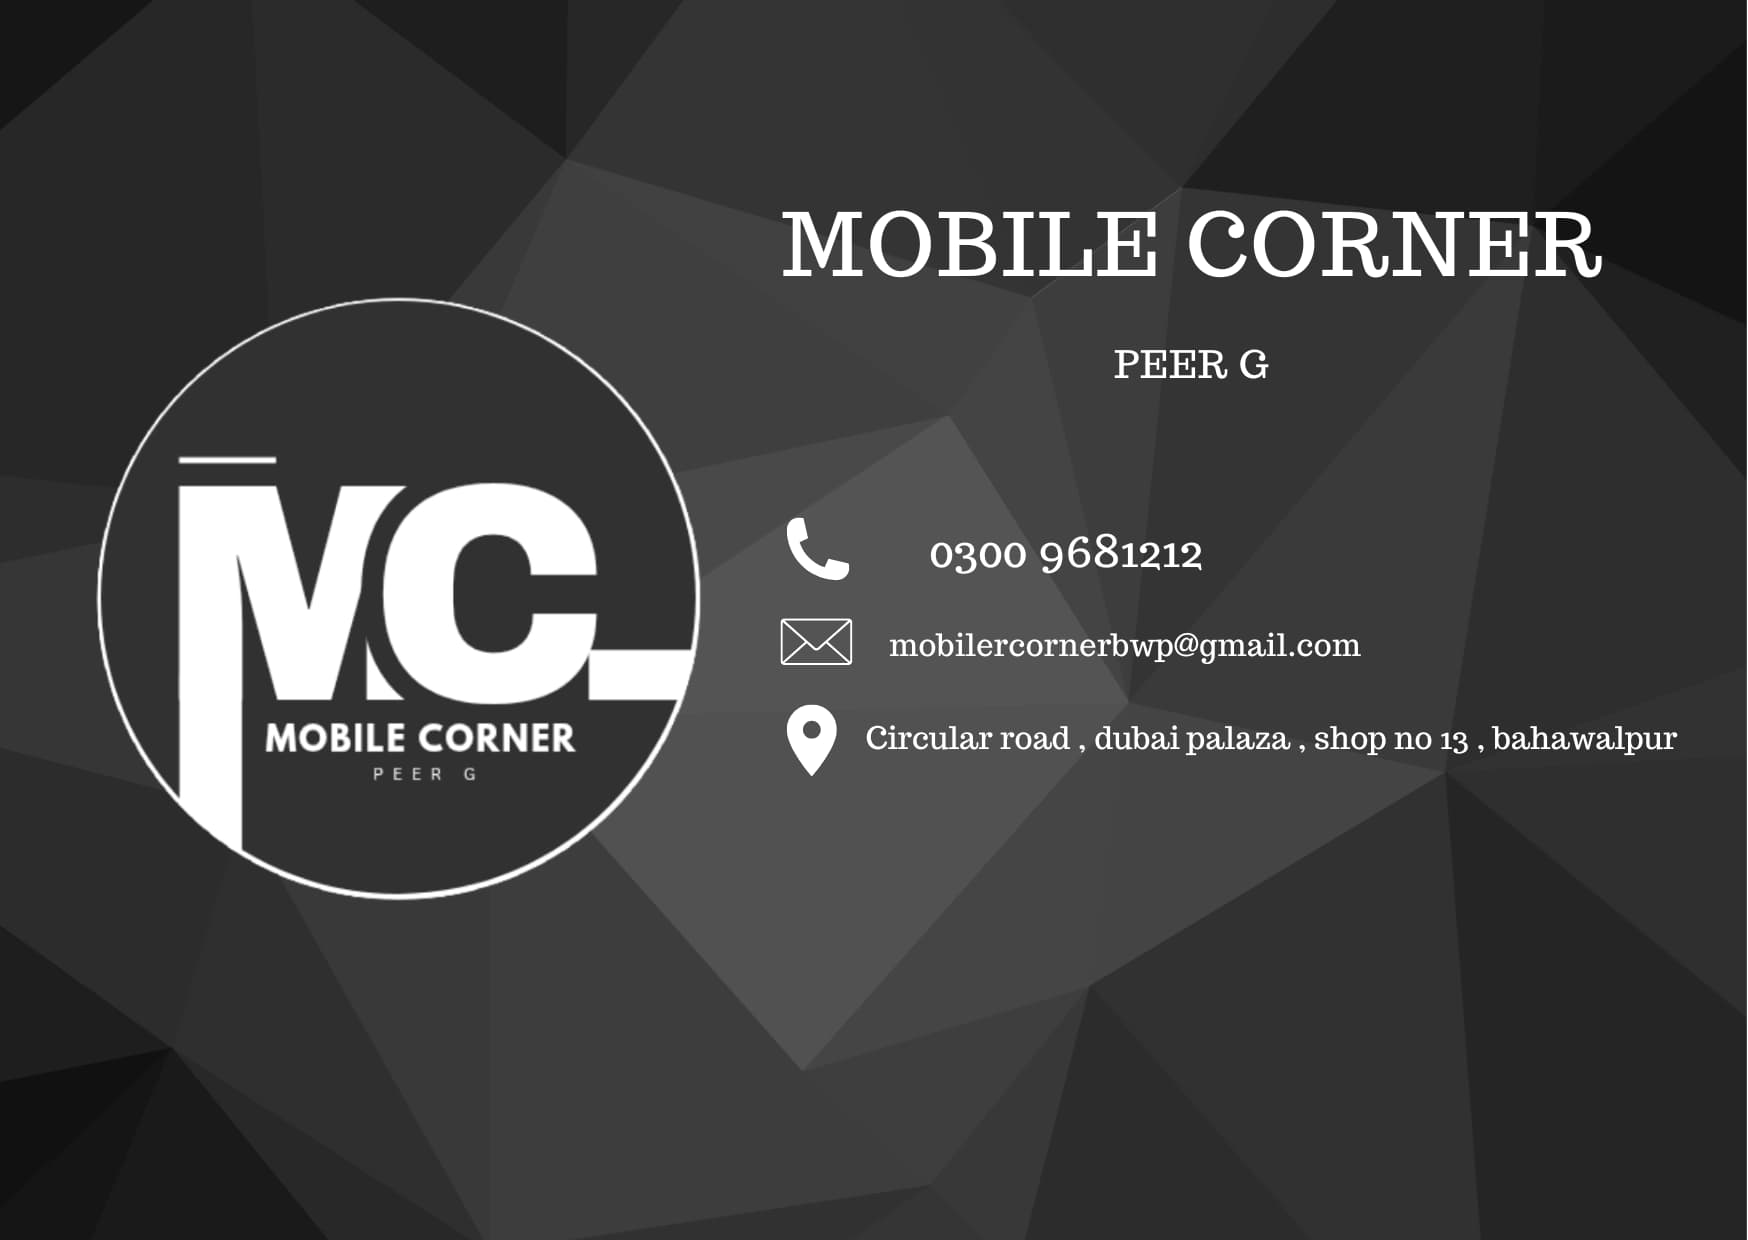 MOBILE CORNER
PEER G
MC
MOBILE CORNER
PEER G
0300 9681212
mobilercornerbwp@gmail.com
Circular road , dubai palaza , shop no 13 , bahawalpur